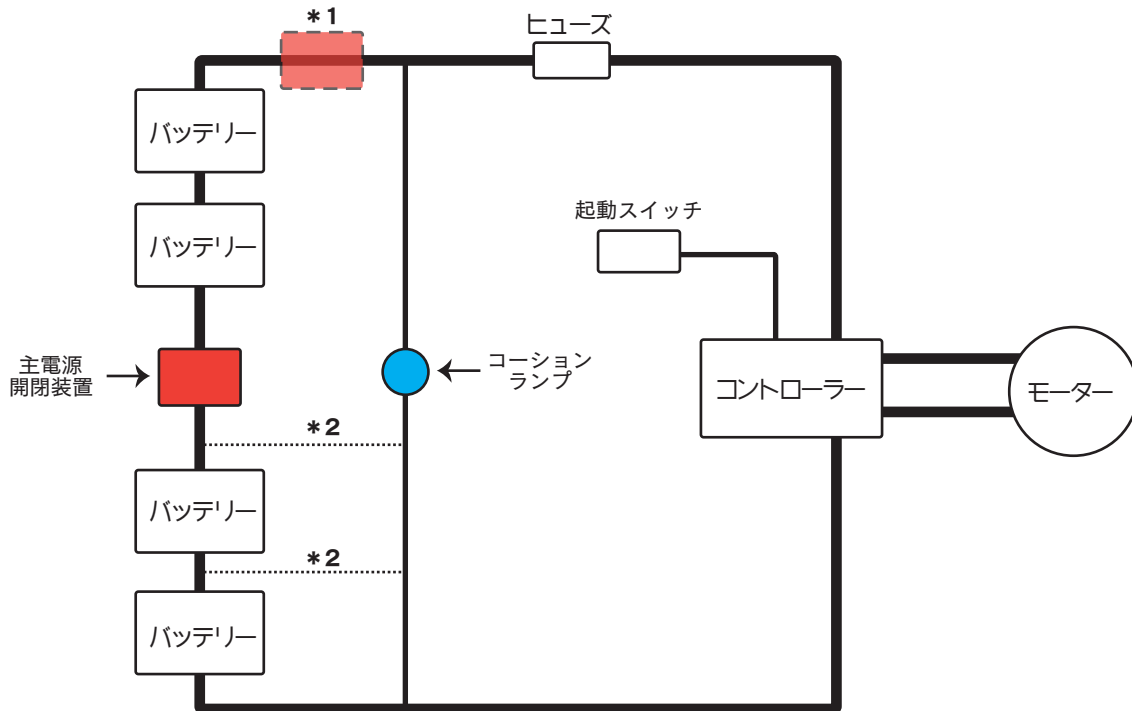 *1
ヒューズ
バッテリー
バッテリー
起動スイッチ
主電源
開閉装置
コーション
ランプ
コントローラー
モーター
*2
バッテリー
*2
バッテリー